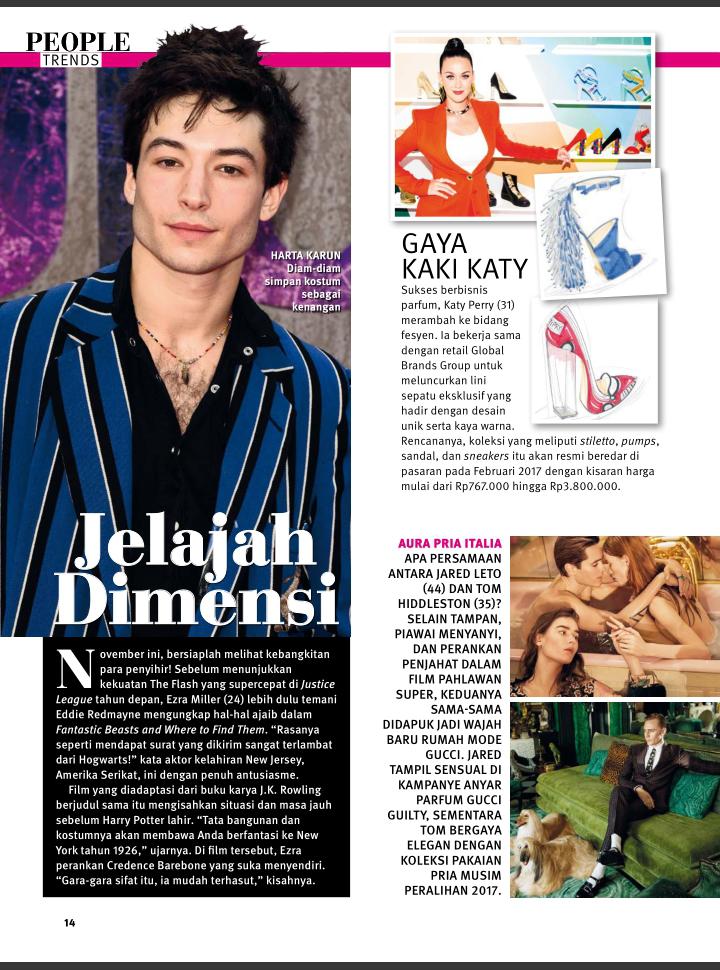 PEOPLE
TRENDS
HARTA KARUN
Diam-diam
simpan kostum
sebagai
kenangan
Jelajah
Dimensi
November ini, bersiaplah melihat kebangkitan
para penyihir! Sebelum menunjukkan
kekuatan The Flash yang supercepat di Justice
League tahun depan, Ezra Miller (24) lebih dulu temani
Eddie Redmayne mengungkap hal-hal ajaib dalam
Fantastic Beasts and Where to Find Them. “Rasanya
seperti mendapat surat yang dikirim sangat terlambat
dari Hogwarts!” kata aktor kelahiran New Jersey,
Amerika Serikat, ini dengan penuh antusiasme.
Film yang diadaptasi dari buku karya J.K. Rowling
berjudul sama itu mengisahkan situasi dan masa jauh
sebelum Harry Potter lahir. “Tata bangunan dan
kostumnya akan membawa Anda berfantasi ke New
York tahun 1926,” ujarnya. Di film tersebut, Ezra
perankan Credence Barebone yang suka menyendiri.
“Gara-gara sifat itu, ia mudah terhasut,” kisahnya.
GAYA
KAKI KATY
Sukses berbisnis
parfum, Katy Perry (31)
merambah ke bidang
fesyen. Ia bekerja sama
dengan retail Global
Brands Group untuk
meluncurkan lini
sepatu eksklusif yang
hadir dengan desain
unik serta kaya warna.
Rencananya, koleksi yang meliputi stiletto, pumps,
sandal, dan sneakers itu akan resmi beredar di
pasaran pada Februari 2017 dengan kisaran harga
mulai dari Rp767.000 hingga Rp3.800.000.
AURA PRIA ITALIA
APA PERSAMAAN
ANTARA JARED LETO
(44) DAN TOM
HIDDLESTON (35)?
SELAIN TAMPAN,
PIAWAI MENYANYI,
DAN PERANKAN
PENJAHAT DALAM
FILM PAHLAWAN
SUPER, KEDUANYA
SAMA-SAMA
DIDAPUK JADI WAJAH
BARU RUMAH MODE
GUCCI. JARED
TAMPIL SENSUAL DI
KAMPANYE ANYAR
PARFUM GUCCI
GUILTY, SEMENTARA
TOM BERGAYA
ELEGAN DENGAN
KOLEKSI PAKAIAN
PRIA MUSIM
PERALIHAN 2017.
14